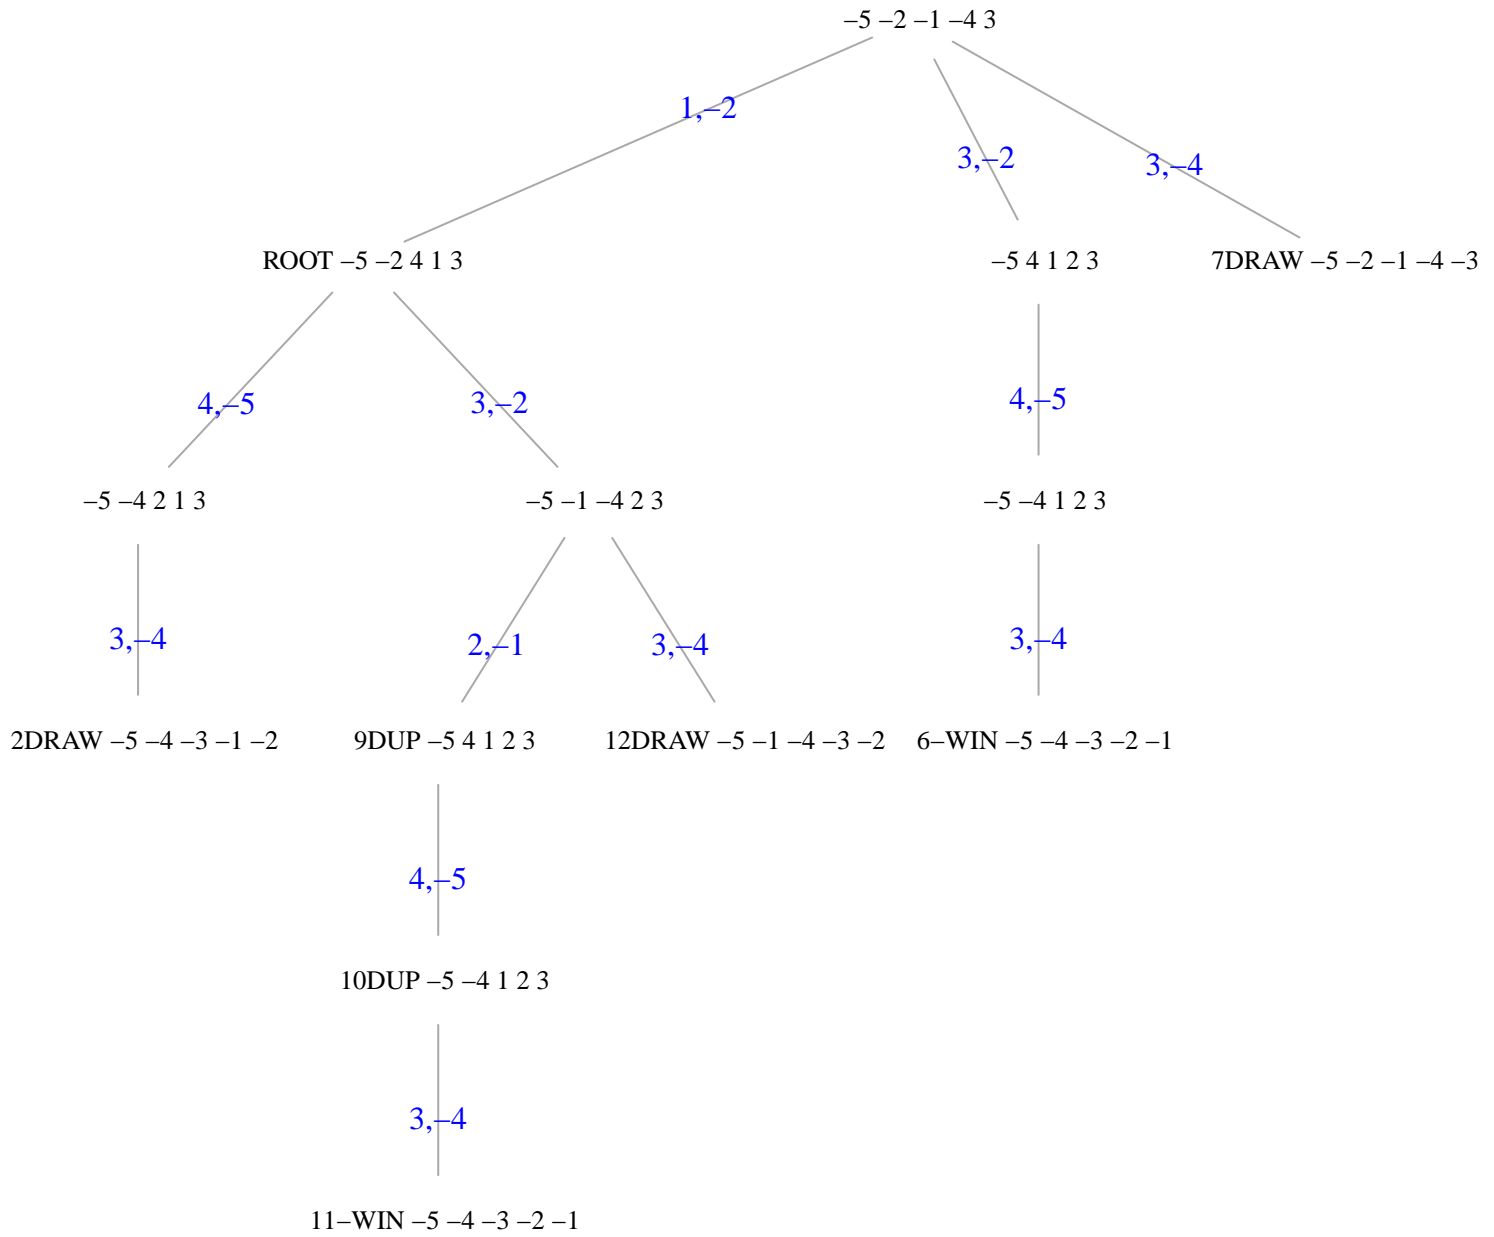 –5 –2 –1 –4 3
1,–2
3,–2
3,–4
ROOT –5 –2 4 1 3
–5 4 1 2 3
7DRAW –5 –2 –1 –4 –3
4,–5
3,–2
4,–5
–5 –4 2 1 3
–5 –1 –4 2 3
–5 –4 1 2 3
3,–4
2,–1
3,–4
3,–4
2DRAW –5 –4 –3 –1 –2
9DUP –5 4 1 2 3
12DRAW –5 –1 –4 –3 –2
6–WIN –5 –4 –3 –2 –1
4,–5
10DUP –5 –4 1 2 3
3,–4
11–WIN –5 –4 –3 –2 –1